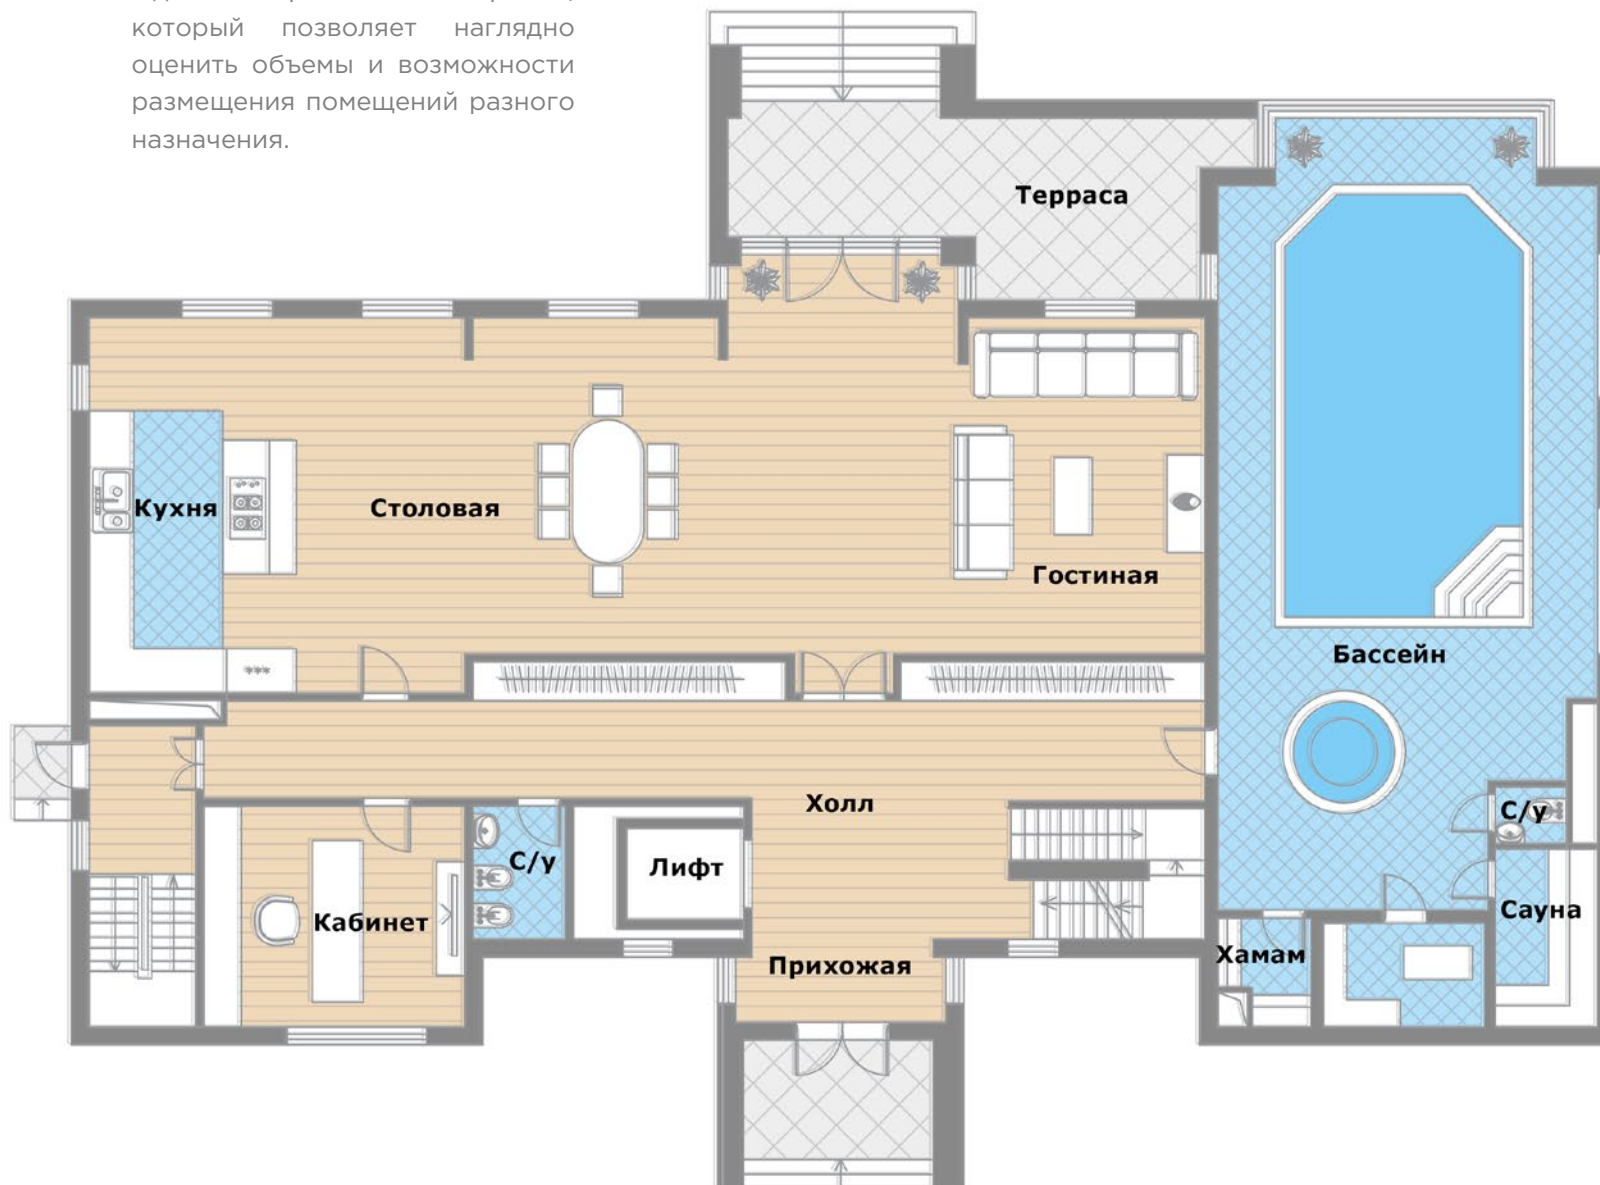 который позволяет наглядно
оценить объемы и возможности
размещения помещений разного
назначения.
Терраса
Кухня
Столовая
Гостиная
Бассейн
Холл
С/у
С/у
Лифт
Кабинет
Сауна
Прихожая
Хамам